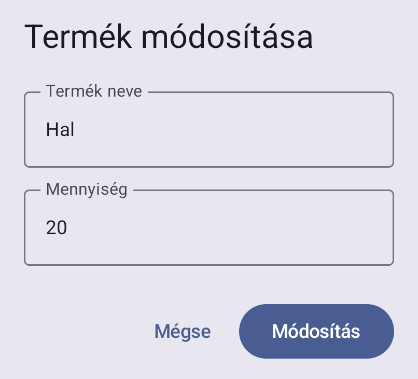 Termék módosítása
Termék neve
Hal
Mennyiség
20
Mégse
Módosítás